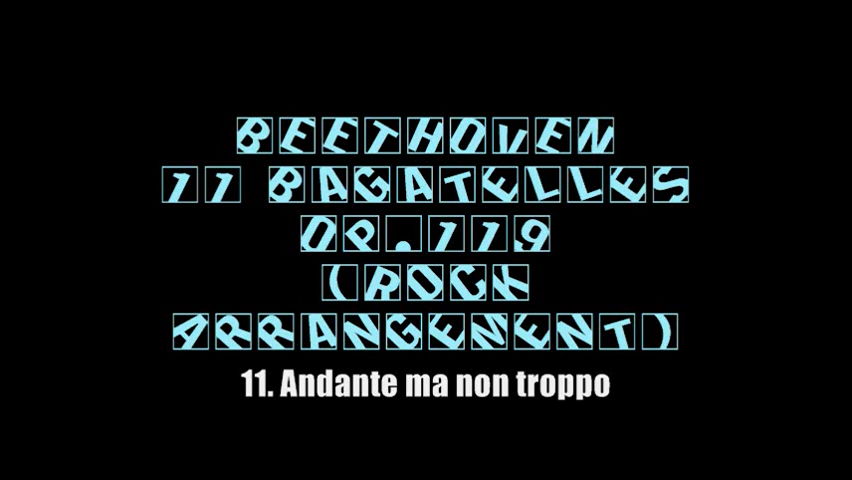 BEETHOVEN
11 BAGATELLES
OP.119
(ROCK
ARRANGEMENT)
11. Andante ma non troppo